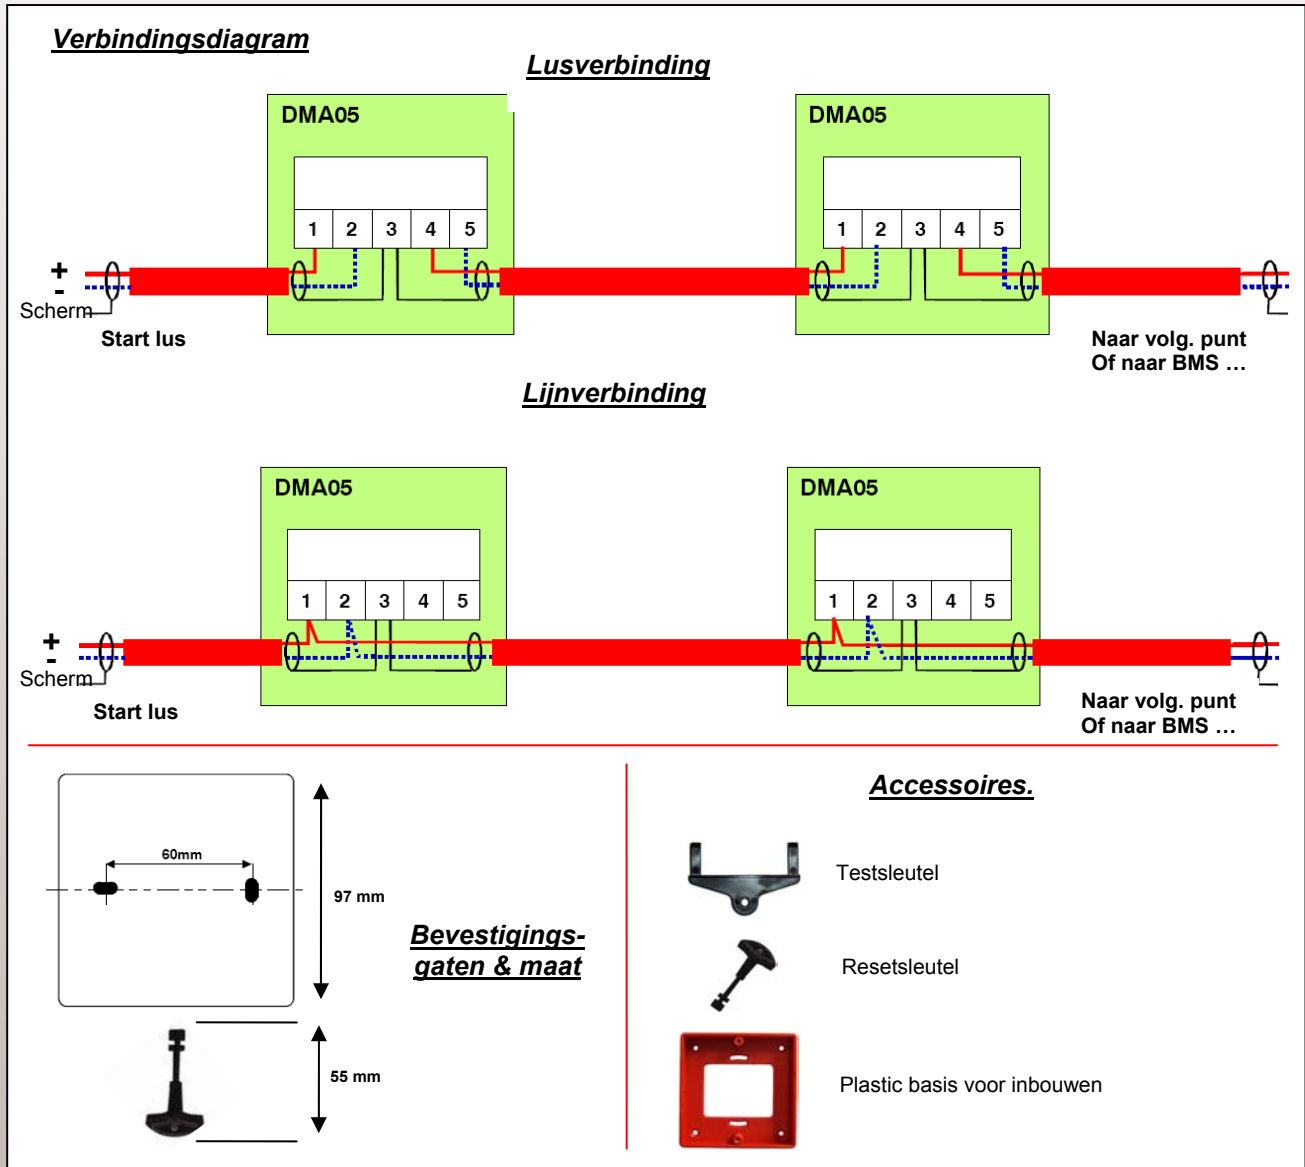 Verbindingsdiagram
Lusverbinding
DMA05
DMA05
1 2 3 4 5
1 2 3 4 5
+
-
Scherm
Start lus
Naar volg. punt
Of naar BMS ...
Lijnverbinding
DMA05
DMA05
1 2 3 4 5
1 2 3 4 5
+
-
Scherm
Start lus
Naar volg. punt
Of naar BMS ...
60mm
97 mm
Bevestigings-
gaten & maat
55 mm
Accessoires.
Testsleutel
Resetsleutel
Plastic basis voor inbouwen